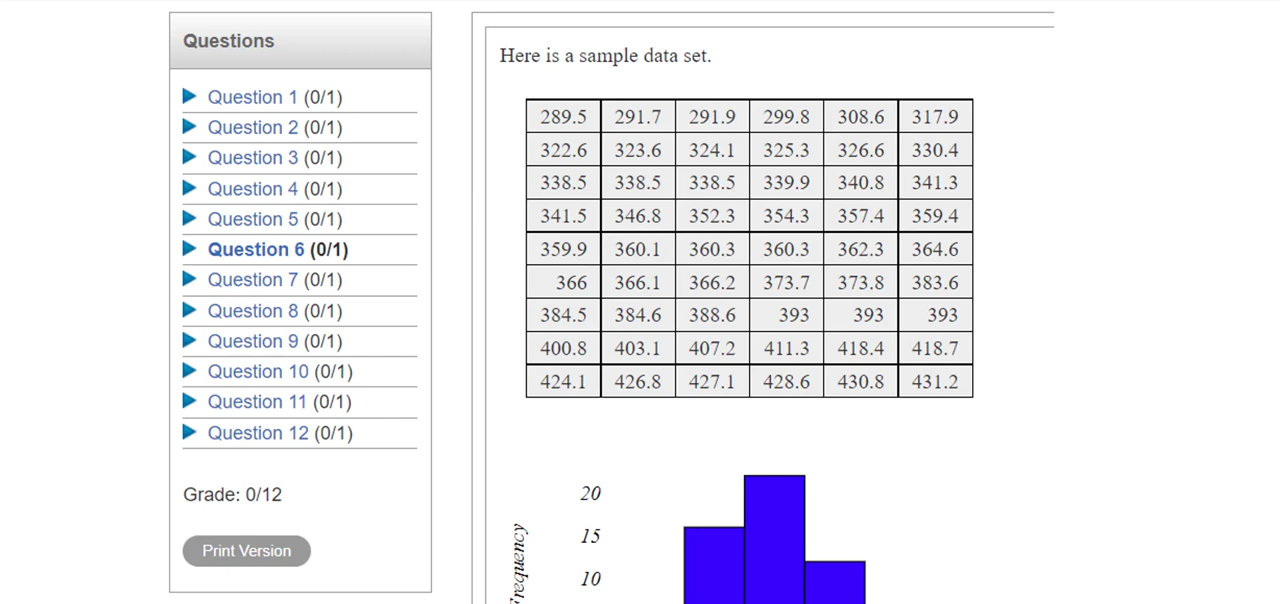 Questions
Question 1 (0/1)
Question 2 (0/1)
Question 3 (0/1)
Question 4 (0/1)
Question 5 (0/1)
Question 6 (0/1)
Question 7 (0/1)
Question 8 (0/1)
Question 9 (0/1)
Question 10 (0/1)
Question 11 (0/1)
Question 12 (0/1)
Grade: 0/12
Print Version
Here is a sample data set.
289.5 291.7 291.9 299.8 308.6 317.9
322.6 323.6 324.1 325.3 326.6 330.4
338.5 338.5 338.5 339.9 340.8 341.3
341.5 346.8 352.3 354.3 357.4 359.4
359.9 360.1 360.3 360.3 362.3 364.6
366 366.1 366.2 373.7 373.8 383.6
384.5 384.6 388.6 393 393 393
400.8 403.1 407.2 411.3 418.4 418.7
424.1 426.8 427.1 428.6 430.8 431.2
Frequency
20
15
10